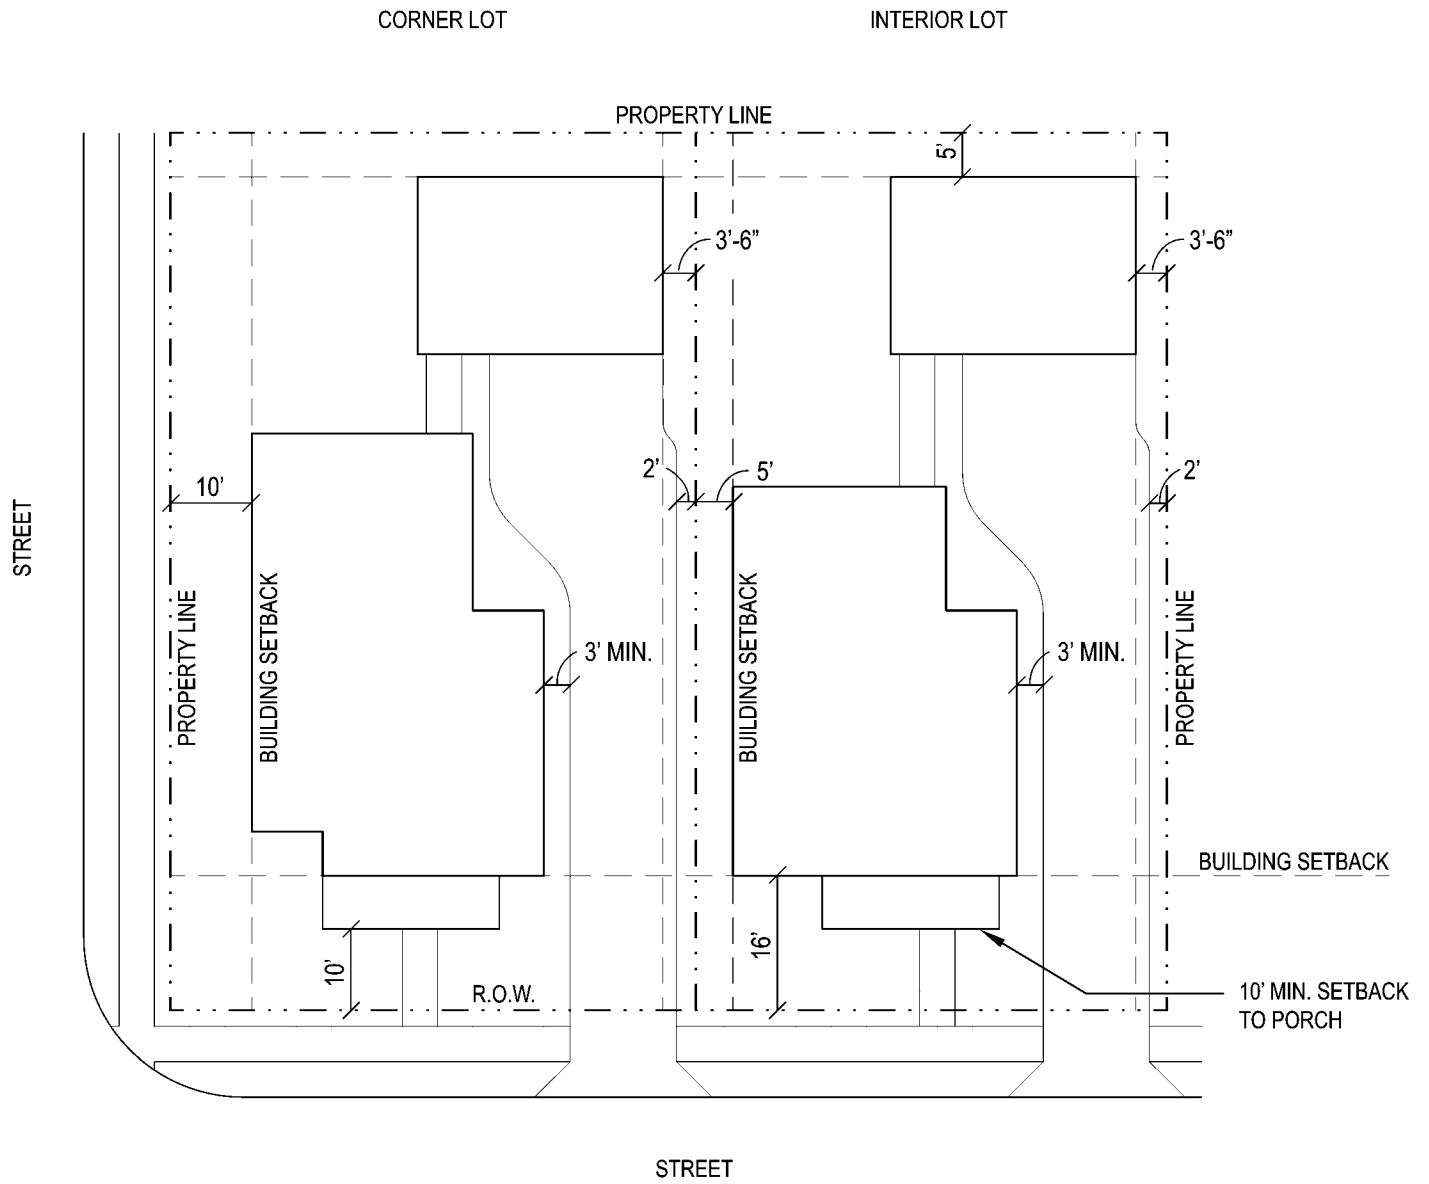 CORNER LOT
INTERIOR LOT
PROPERTY LINE
5'
3'-6”
3'-6”
2'
5'
2'
10'
STREET
PROPERTY LINE
BUILDING SETBACK
3' MIN.
BUILDING SETBACK
3' MIN.
PROPERTY LINE
BUILDING SETBACK
10'
R.O.W.
16'
10' MIN. SETBACK
TO PORCH
STREET